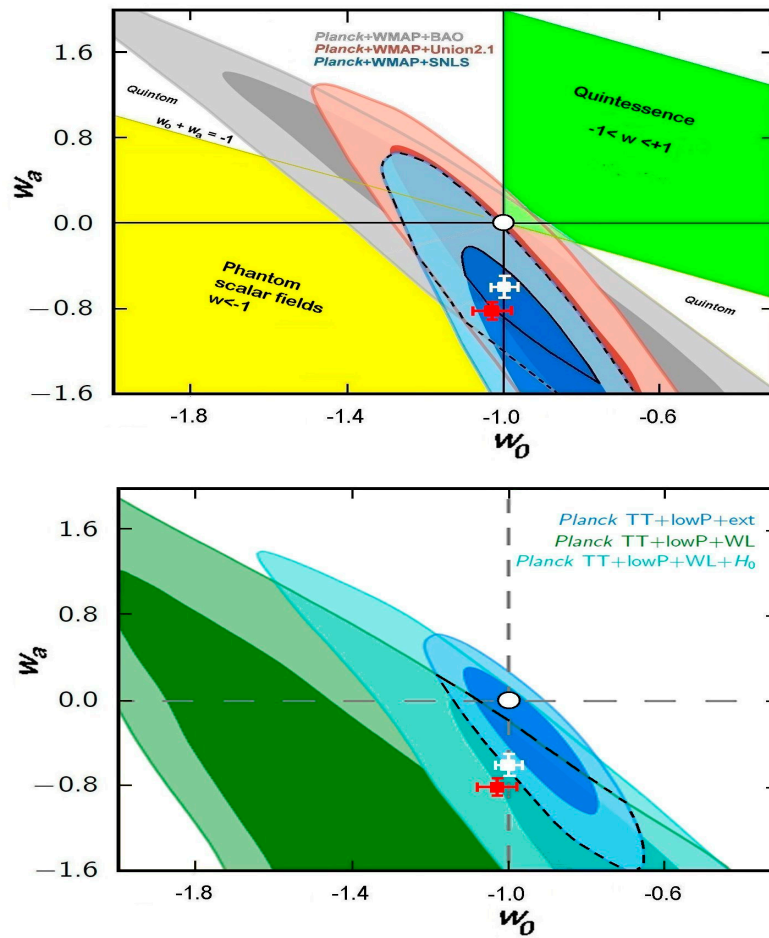 Planck+WMAP+BAO
Planck+WMAP+Union2.1
Planck+WMAP+SNLS
Quintom
w₀ + wₐ = -1
Quintessence
-1< w <+1
Phantom
scalar fields
w<-1
Quintom
1.6
0.8
0.0
−0.8
−1.6
wₐ
-1.8
-1.4
-1.0
-0.6
w₀
Planck TT+lowP+ext
Planck TT+lowP+WL
Planck TT+lowP+WL+H₀
1.6
0.8
0.0
−0.8
−1.6
wₐ
-1.8
-1.4
-1.0
-0.6
w₀